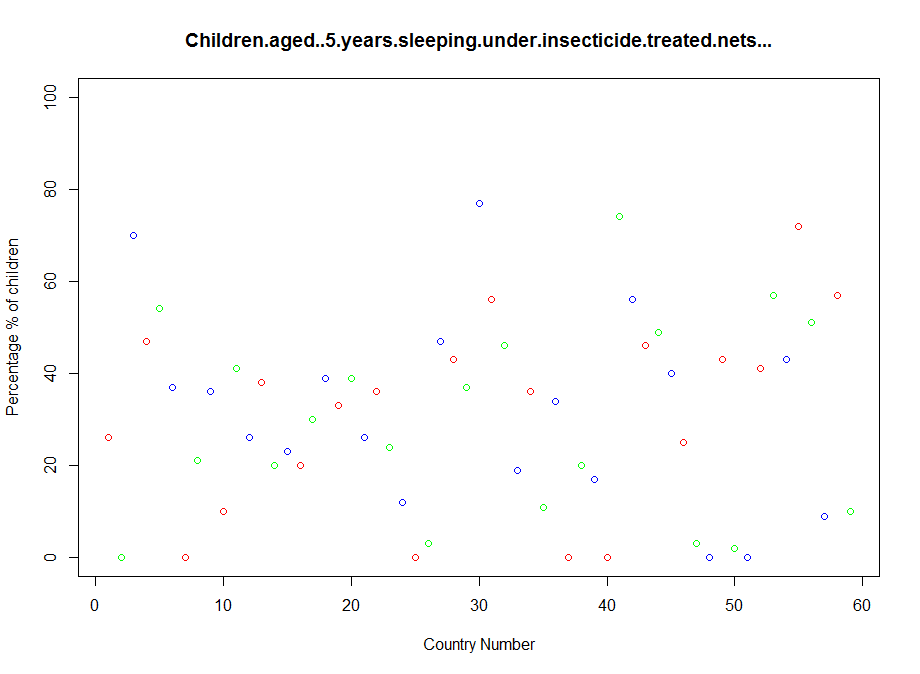 Children.aged..5.years.sleeping.under.insecticide.treated.nets...
Percentage % of children
100
80
60
40
20
0
0 10 20 30 40 50 60
Country Number